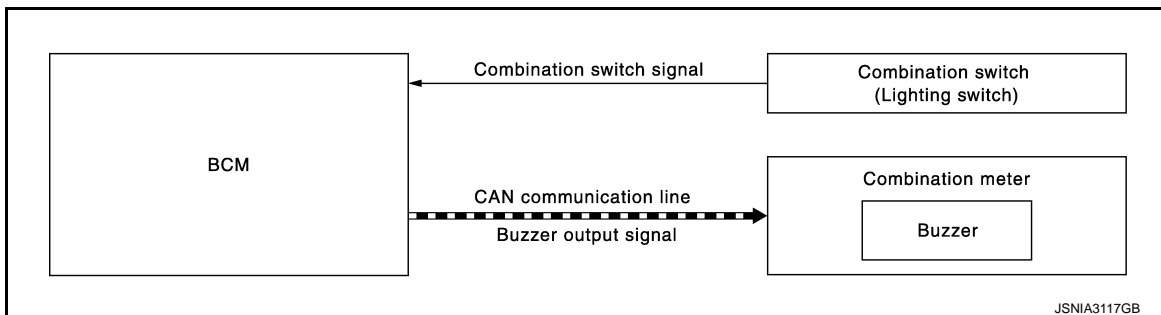 BCM
Combination switch signal
Combination switch
(Lighting switch)
CAN communication line
Buzzer output signal
Combination meter
Buzzer
JSNIA3117GB